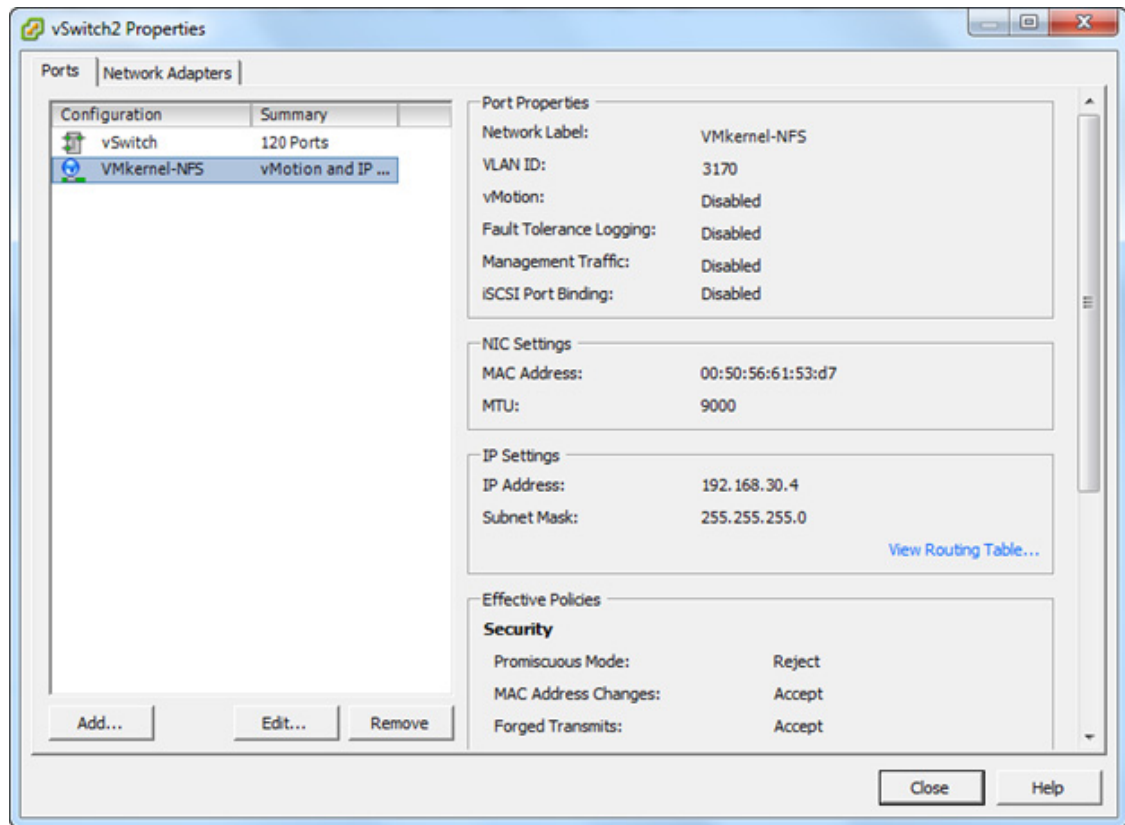 vSwitch2 Properties
Ports Network Adapters
Configuration Summary
vSwitch 120 Ports
VMkernel-NFS vMotion and IP ...
Port Properties
Network Label: VMkernel-NFS
VLAN ID: 3170
vMotion: Disabled
Fault Tolerance Logging: Disabled
Management Traffic: Disabled
iSCSI Port Binding: Disabled
NIC Settings
MAC Address: 00:50:56:61:53:d7
MTU: 9000
IP Settings
IP Address: 192.168.30.4
Subnet Mask: 255.255.255.0
View Routing Table...
Effective Policies
Security
Promiscuous Mode: Reject
MAC Address Changes: Accept
Forged Transmits: Accept
Add... Edit... Remove
Close Help